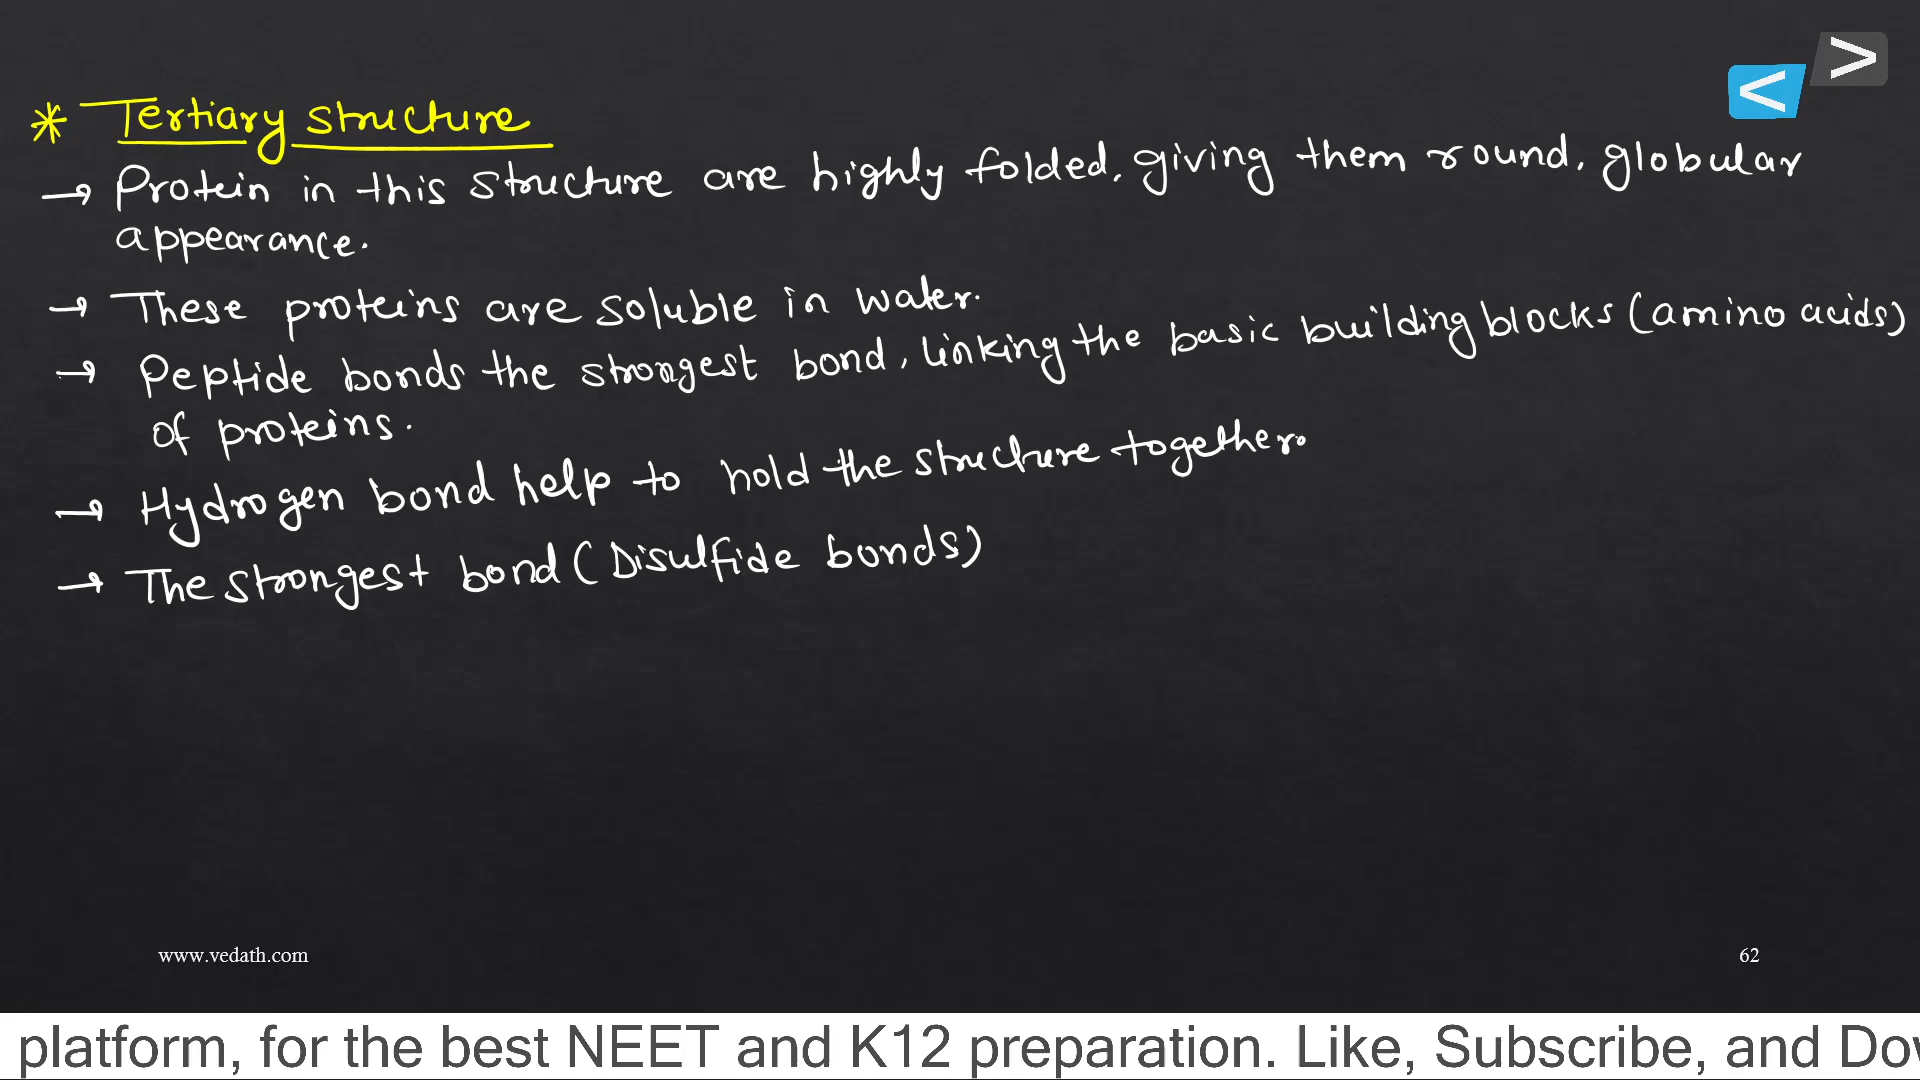 * Tertiary structure
→ Protein in this structure are highly folded, giving them round, globular
appearance.
→ These proteins are soluble in water.
→ Peptide bonds the strongest bond, linking the basic building blocks (amino acids)
of proteins.
→ Hydrogen bond help to hold the structure together.
→ The strongest bond (Disulfide bonds)
www.vedath.com
62
platform, for the best NEET and K12 preparation. Like, Subscribe, and Dow